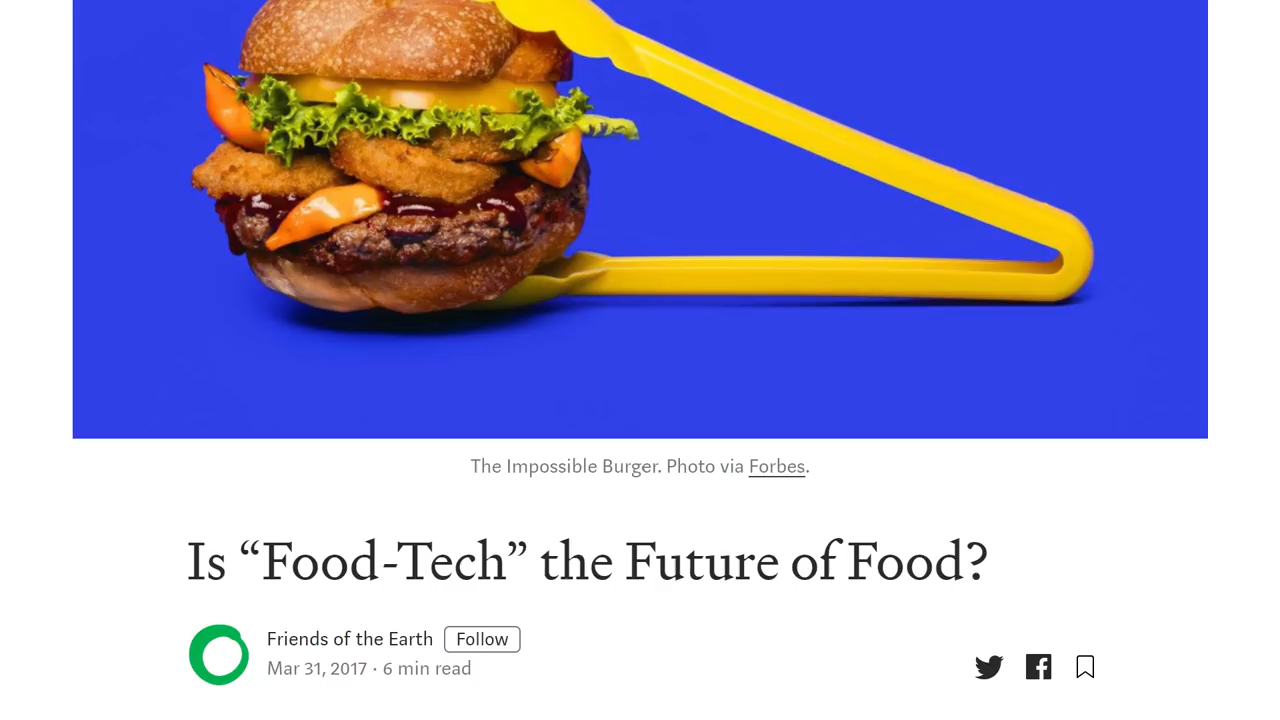 The Impossible Burger. Photo via Forbes.
Is “Food-Tech” the Future of Food?
Friends of the Earth Follow
Mar 31, 2017 · 6 min read